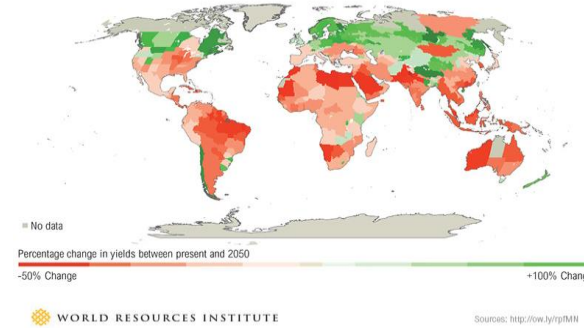 No data
Percentage change in yields between present and 2050
-50% Change
+100% Chang
WORLD RESOURCES INSTITUTE
Sources: http://ow.ly/rpfMN